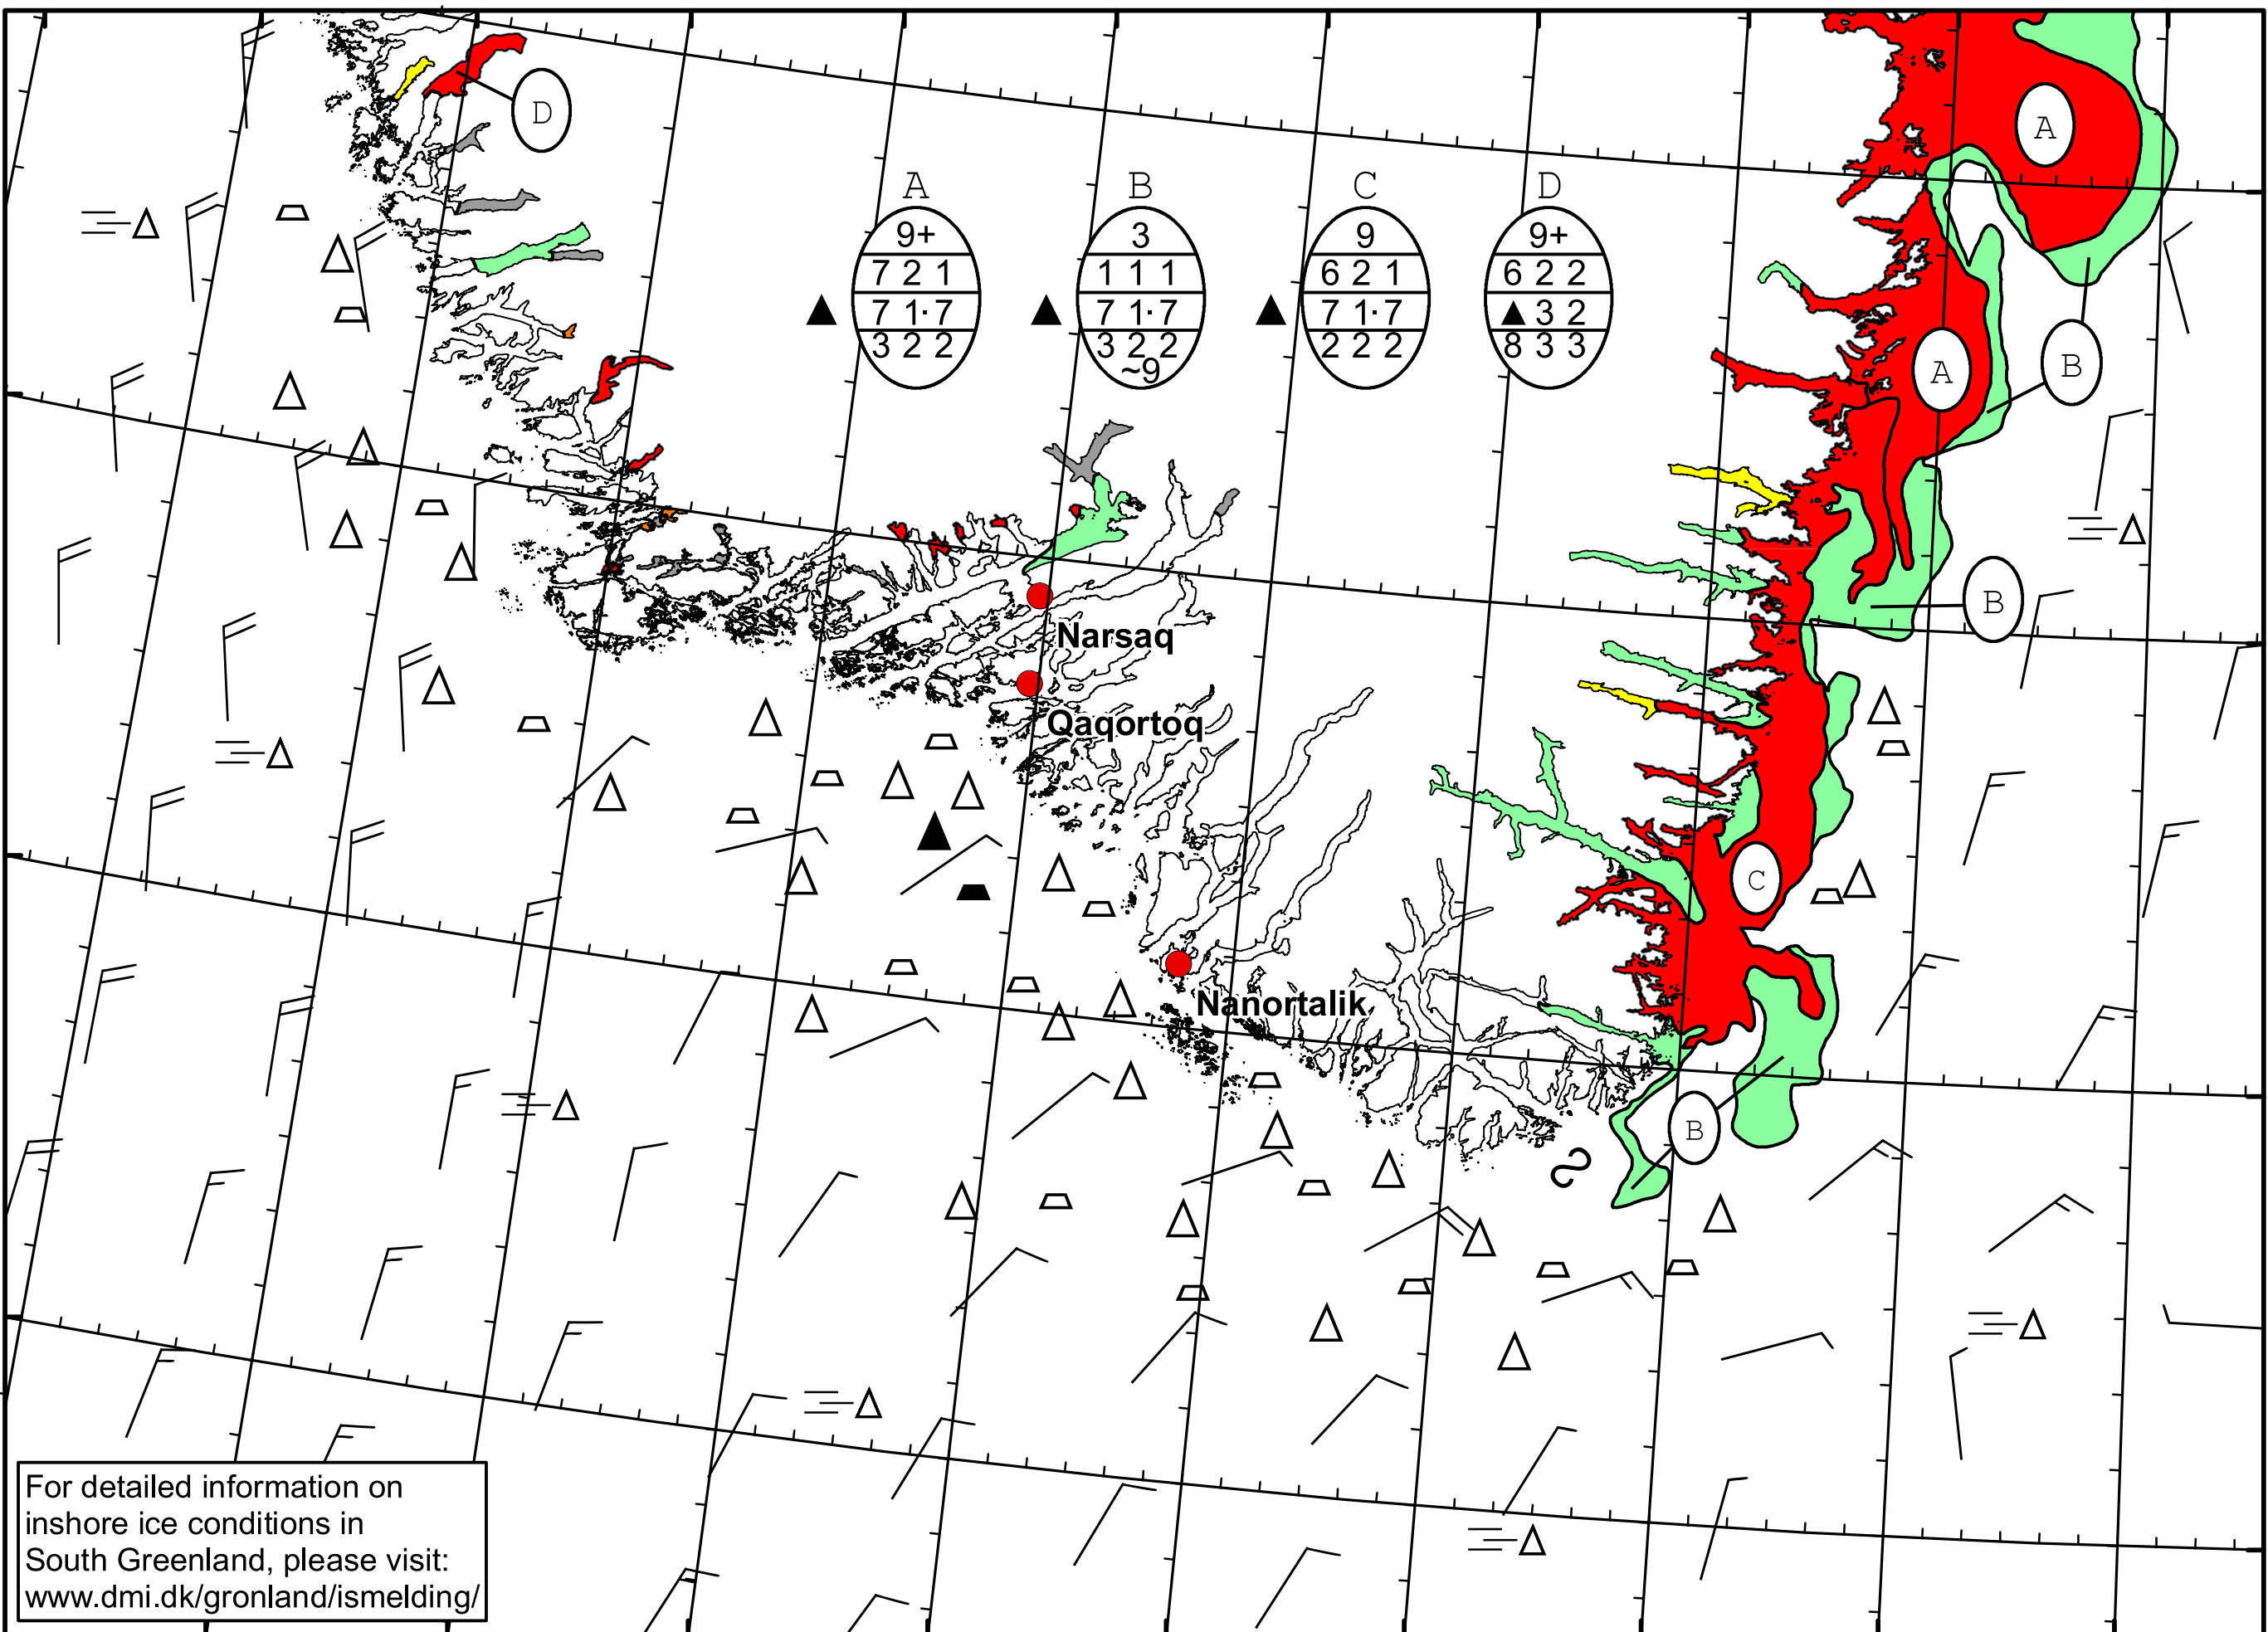 D
A
A B C D
9+ 3 9 9+
7 2 1 1 1 1 6 2 1 6 2 2
▲ 7 1·7 ▲ 7 1·7 ▲ 7 1·7 ▲ 3 2
3 2 2 3 2 2 2 2 2 8 3 3
~9
A
B
B
Narsaq
Qaqortoq
C
Nanortalik
B
For detailed information on
inshore ice conditions in
South Greenland, please visit:
www.dmi.dk/gronland/ismelding/